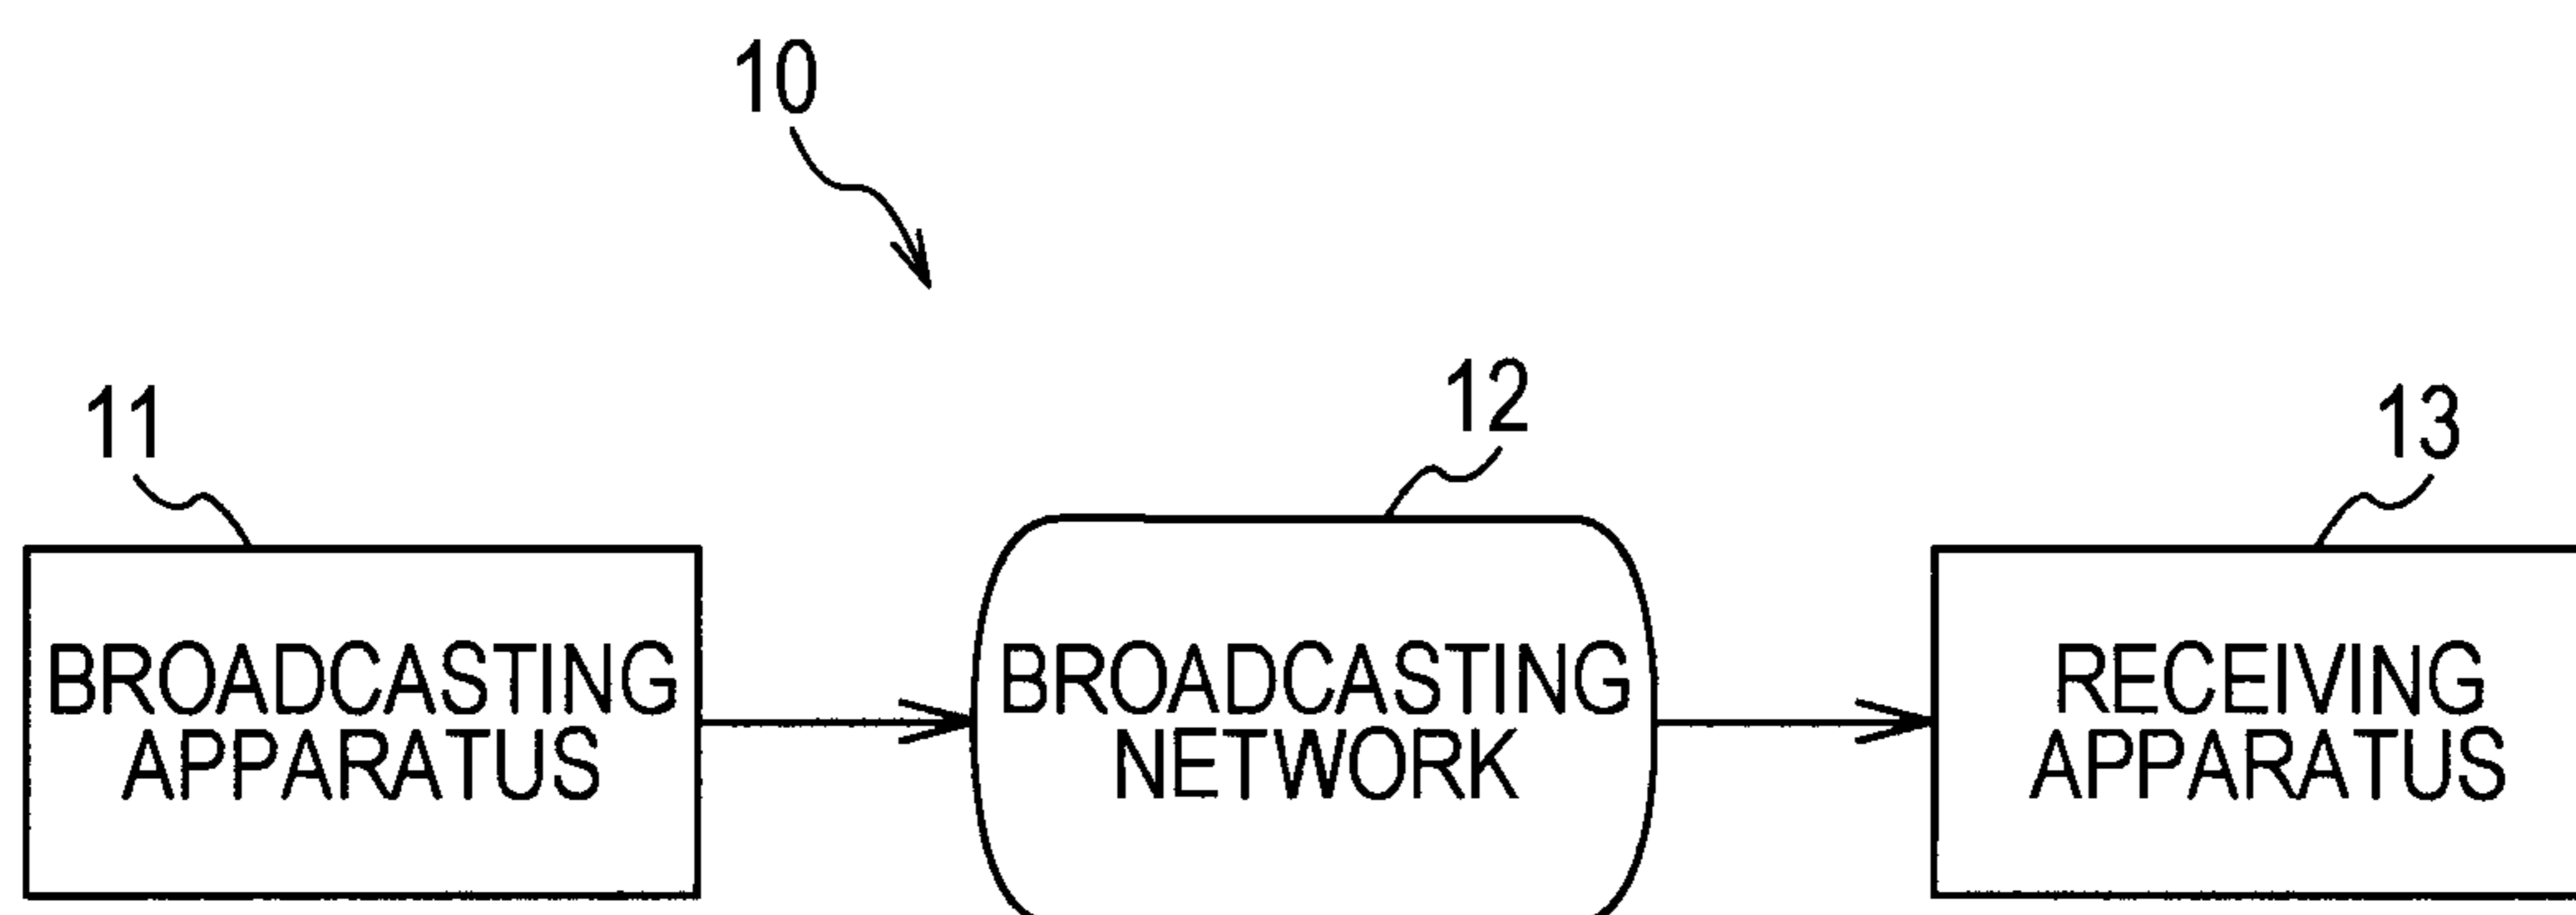 10
11
12
13
BROADCASTING
APPARATUS
BROADCASTING
NETWORK
RECEIVING
APPARATUS